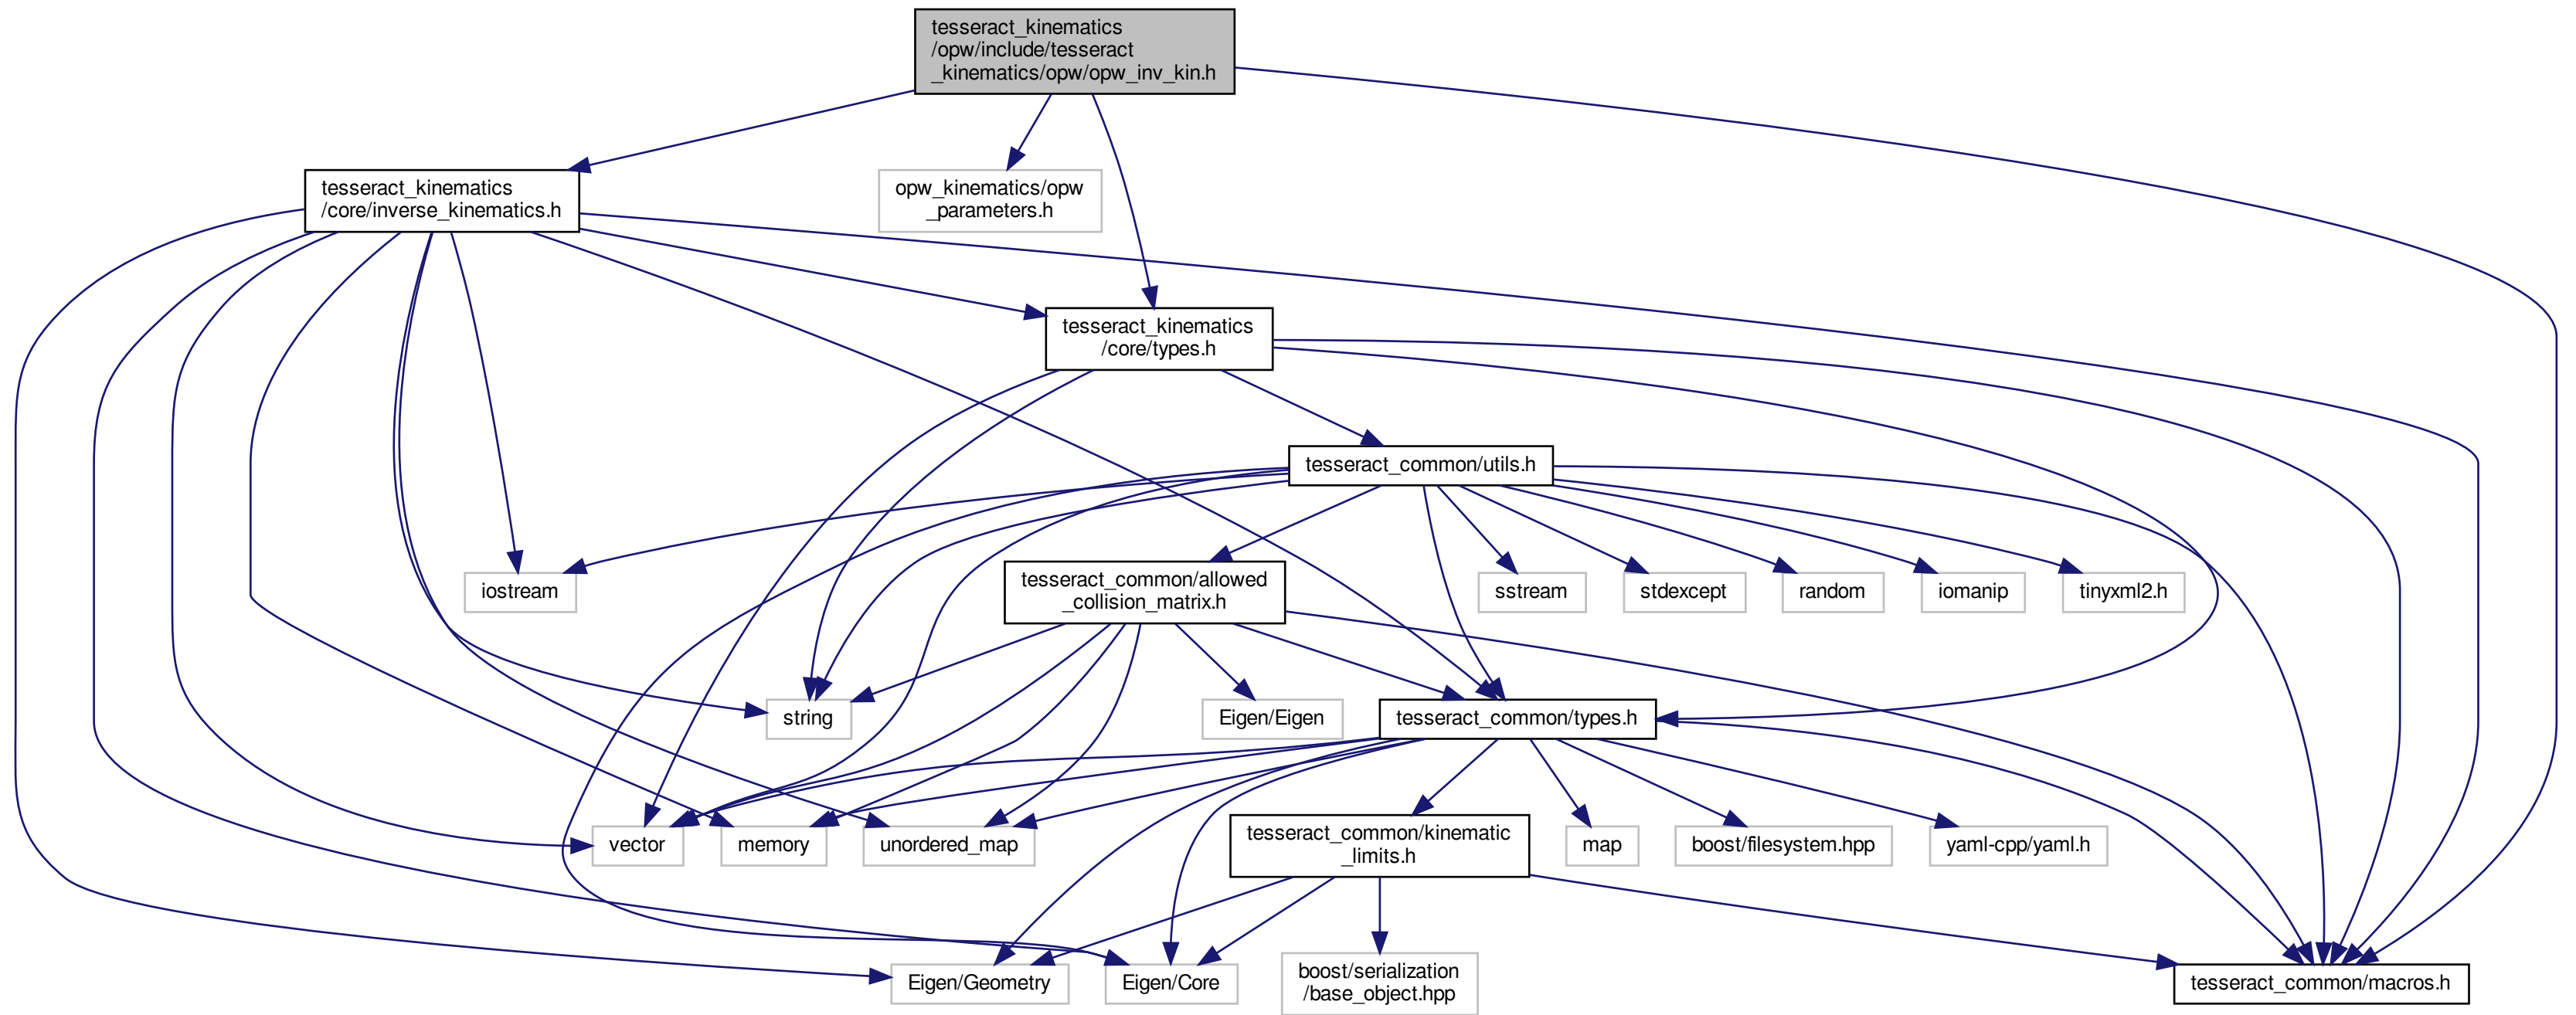 tesseract_kinematics
/opw/include/tesseract
_kinematics/opw/opw_inv_kin.h
tesseract_kinematics
/core/inverse_kinematics.h
opw_kinematics/opw
_parameters.h
tesseract_kinematics
/core/types.h
tesseract_common/utils.h
iostream
tesseract_common/allowed
_collision_matrix.h
sstream
stdexcept
random
iomanip
tinyxml2.h
string
Eigen/Eigen
tesseract_common/types.h
vector
memory
unordered_map
tesseract_common/kinematic
_limits.h
map
boost/filesystem.hpp
yaml-cpp/yaml.h
Eigen/Geometry
Eigen/Core
boost/serialization
/base_object.hpp
tesseract_common/macros.h